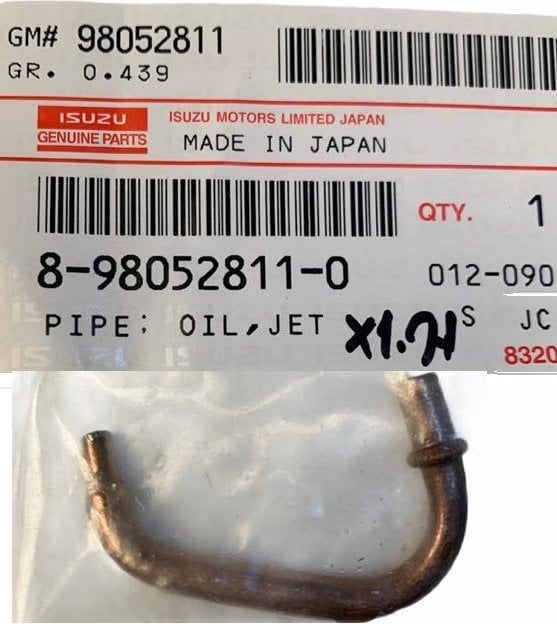 GM# 98052811
GR. 0.439
ISUZU
GENUINE PARTS
ISUZU MOTORS LIMITED JAPAN
MADE IN JAPAN
QTY. 1
8-98052811-0
012-090
PIPE; OIL,JET
S
JC
8320